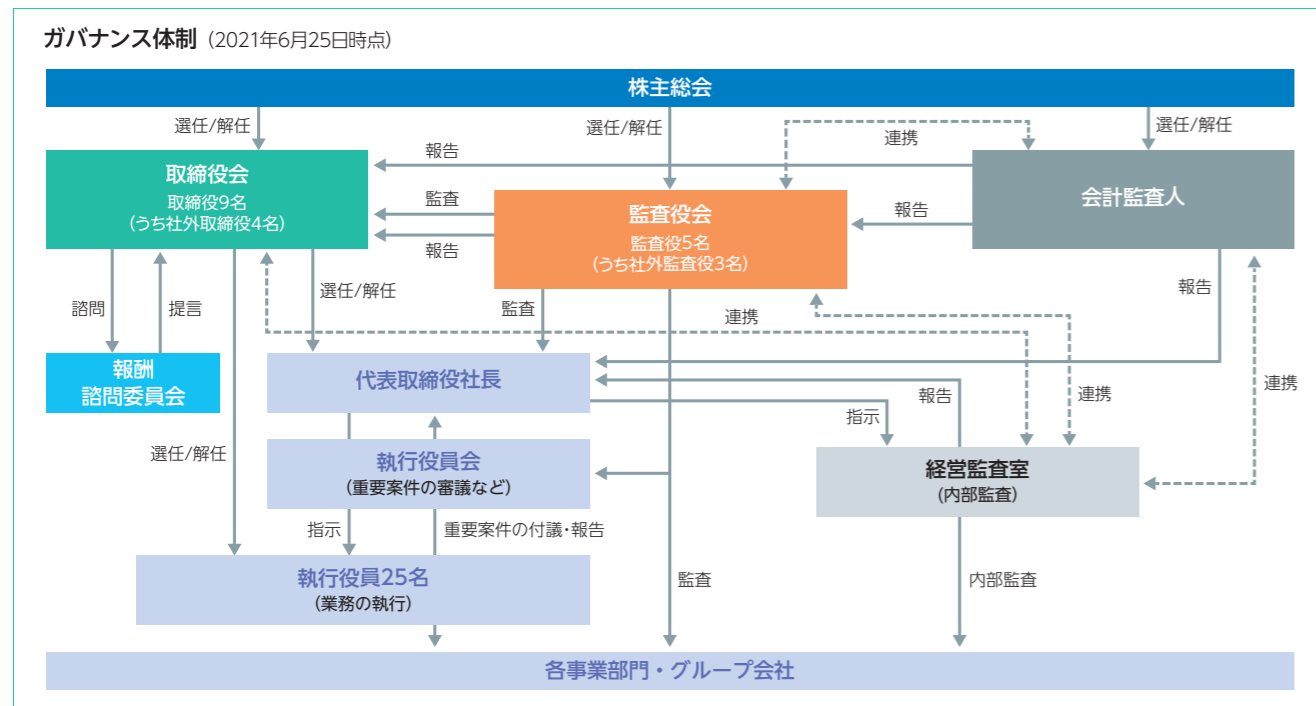 ガバナンス体制 (2021年6月25日時点)
株主総会
選任/解任
選任/解任
連携
選任/解任
報告
取締役会
取締役9名
(うち社外取締役4名)
監査
報告
監査役会
監査役5名
(うち社外監査役3名)
報告
会計監査人
諮問
提言
選任/解任
監査
連携
報告
報酬
諮問委員会
代表取締役社長
指示
報告
連携
連携
選任/解任
執行役員会
(重要案件の審議など)
経営監査室
(内部監査)
指示
重要案件の付議・報告
執行役員25名
(業務の執行)
監査
内部監査
各事業部門・グループ会社